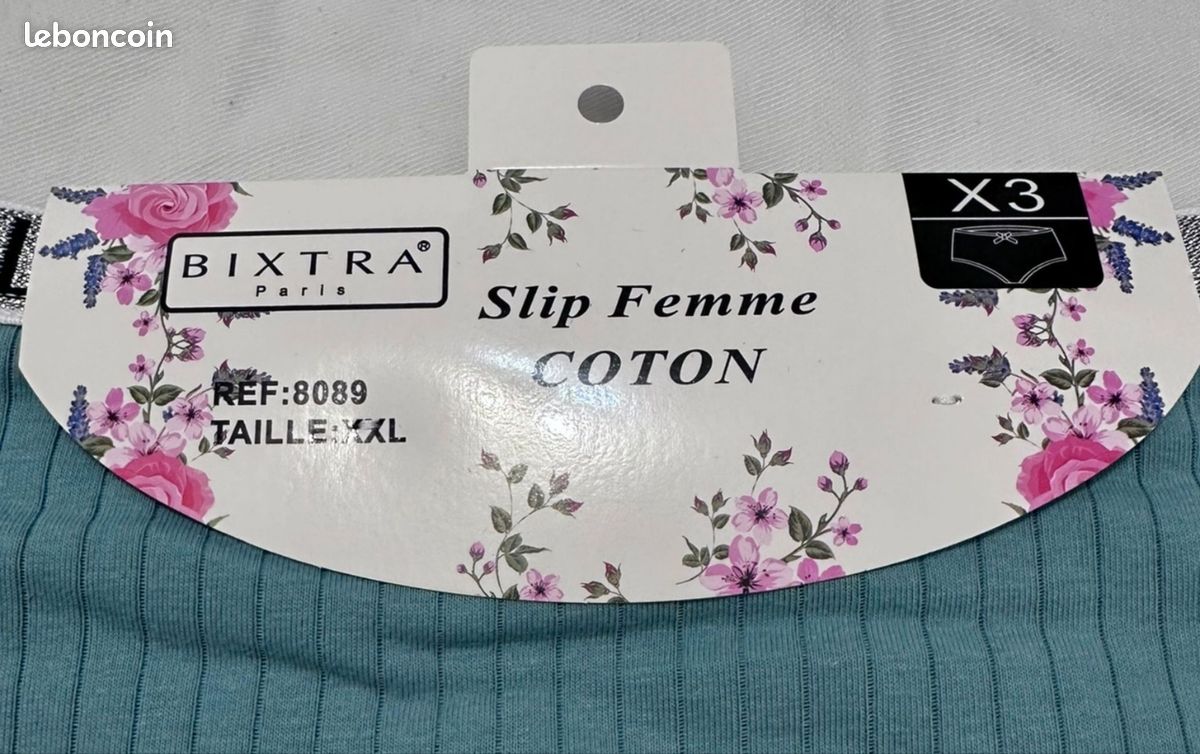 leboncoin
X3
BIXTRA®
Paris
Slip Femme
COTON
REF:8089
TAILLE:XXL